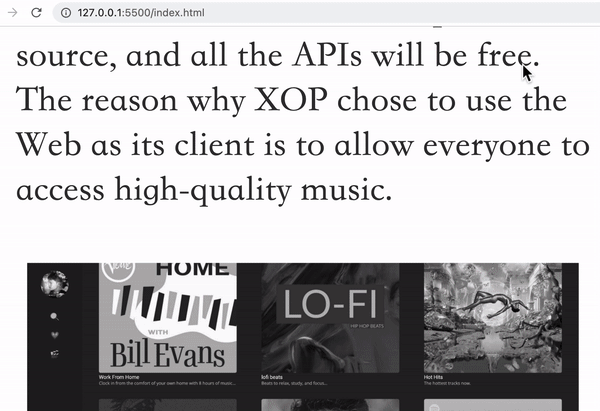 127.0.0.1:5500/index.html
source, and all the APIs will be free.
The reason why XOP chose to use the
Web as its client is to allow everyone to
access high-quality music.
HOME
WITH
Bill Evans
LO-FI
HIP HOP BEATS
Work From Home
Clock in from the comfort of your own home with 8 hours of music...
lofi beats
Beats to relax, study, and focus...
Hot Hits
The hottest tracks now.